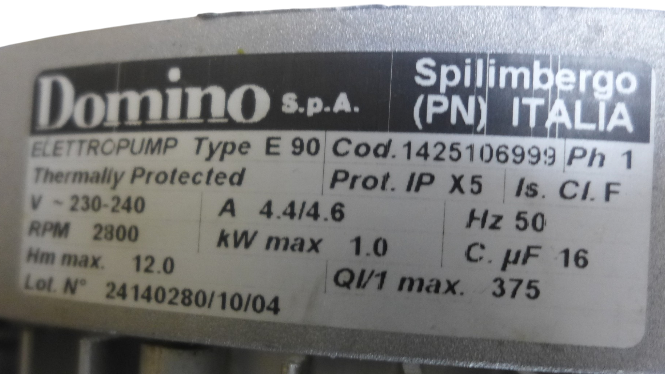 Domino S.p.A. Spilimbergo
(PN) ITALIA
ELETTROPUMP Type E 90 Cod. 1425106999 Ph 1
Thermally Protected Prot. IP X5 Is. Cl. F
V ~ 230-240 A 4.4/4.6 Hz 50
RPM 2800 kW max 1.0 C. µF 16
Hm max. 12.0 Ql/1 max. 375
Lot. N° 24140280/10/04